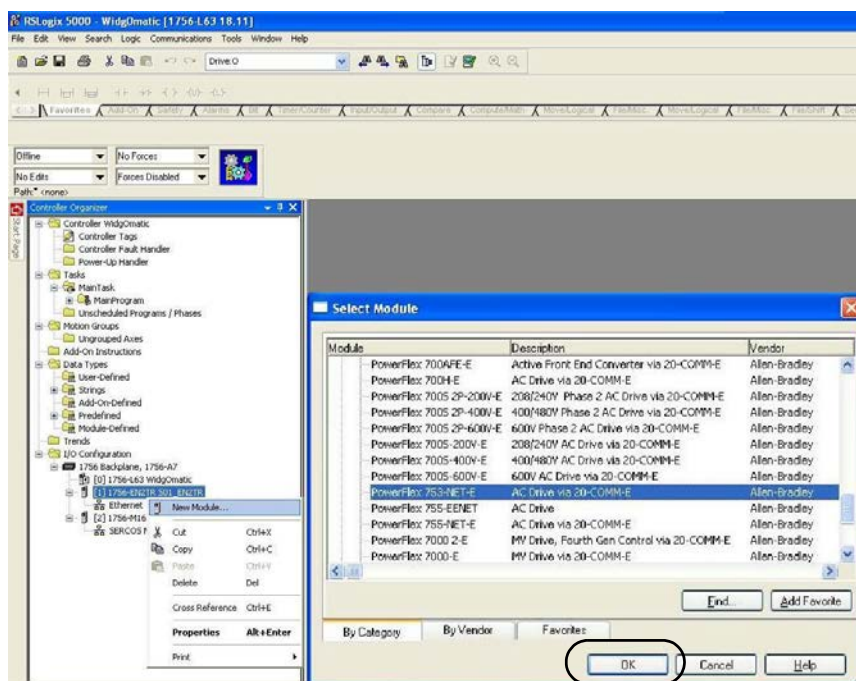 RSLogix 5000 - WidgOmatic [1756-L63 18.11]
File Edit View Search Logic Communications Tools Window Help
Drive:O
Favorites Add-On Safety Alarms Bit Timer/Counter Input/Output Compare Compute/Math Move/Logical File/Misc. Move/Logical File/Misc. File/Shift
Offline No Forces
No Edits Forces Disabled
Path: <none>
Start Page
Controller Organizer
Controller WidgOmatic
Controller Tags
Controller Fault Handler
Power-Up Handler
Tasks
MainTask
MainProgram
Unscheduled Programs / Phases
Motion Groups
Ungrouped Axes
Add-On Instructions
Data Types
User-Defined
Strings
Add-On-Defined
Predefined
Module-Defined
Trends
I/O Configuration
1756 Backplane, 1756-A7
[0] 1756-L63 WidgOmatic
[1] 1756-EN2TR S01_EN2TR
Ethernet
[2] 1756-M16
SERCOS
New Module...
Cut Ctrl+X
Copy Ctrl+C
Paste Ctrl+V
Delete Del
Cross Reference Ctrl+E
Properties Alt+Enter
Print
Select Module
Module Description Vendor
PowerFlex 700AFE-E Active Front End Converter via 20-COMM-E Allen-Bradley
PowerFlex 700H-E AC Drive via 20-COMM-E Allen-Bradley
PowerFlex 700S 2P-200V-E 208/240V Phase 2 AC Drive via 20-COMM-E Allen-Bradley
PowerFlex 700S 2P-400V-E 400/480V Phase 2 AC Drive via 20-COMM-E Allen-Bradley
PowerFlex 700S 2P-600V-E 600V Phase 2 AC Drive via 20-COMM-E Allen-Bradley
PowerFlex 700S-200V-E 208/240V AC Drive via 20-COMM-E Allen-Bradley
PowerFlex 700S-400V-E 400/480V AC Drive via 20-COMM-E Allen-Bradley
PowerFlex 700S-600V-E 600V AC Drive via 20-COMM-E Allen-Bradley
PowerFlex 753-NET-E AC Drive via 20-COMM-E Allen-Bradley
PowerFlex 755-EENET AC Drive Allen-Bradley
PowerFlex 755-NET-E AC Drive via 20-COMM-E Allen-Bradley
PowerFlex 7000 2-E MV Drive, Fourth Gen Control via 20-COMM-E Allen-Bradley
PowerFlex 7000-E MV Drive via 20-COMM-E Allen-Bradley
Find... Add Favorite
By Category By Vendor Favorites
OK Cancel Help